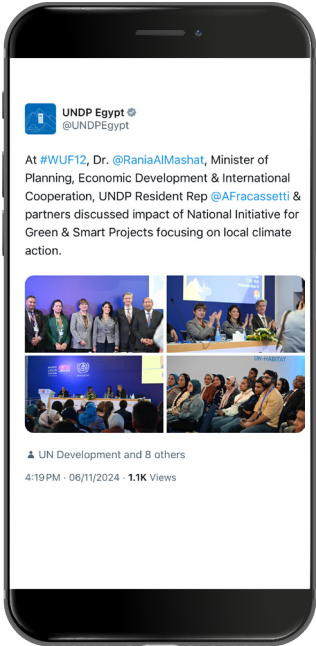 UNDP Egypt
@UNDPEgypt
At #WUF12, Dr. @RaniaAlMashat, Minister of
Planning, Economic Development & International
Cooperation, UNDP Resident Rep @AFracassetti &
partners discussed impact of National Initiative for
Green & Smart Projects focusing on local climate
action.
UN-HABITAT
UN Development and 8 others
4:19 PM · 06/11/2024 · 1.1K Views